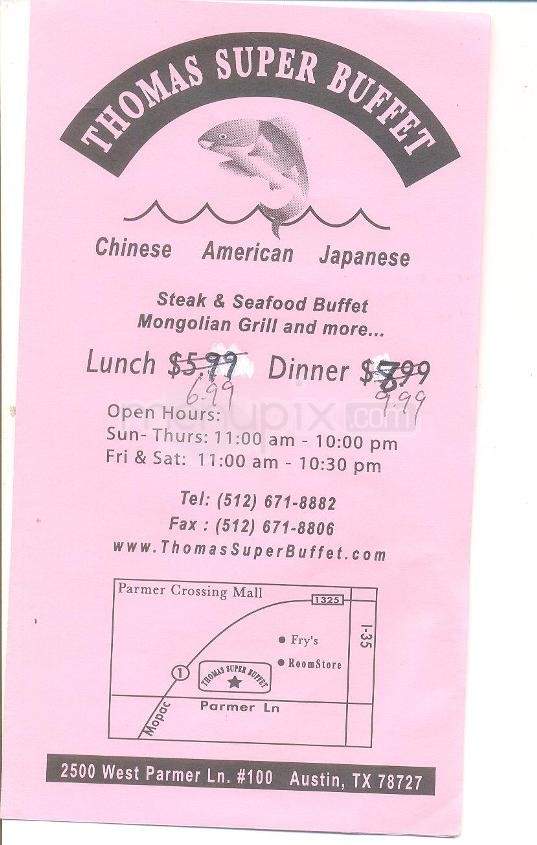 THOMAS SUPER BUFFET
Chinese American Japanese
Steak & Seafood Buffet
Mongolian Grill and more...
Lunch $5.99 Dinner $8.99
6.99 9.99
menupix.com
Open Hours:
Sun- Thurs: 11:00 am - 10:00 pm
Fri & Sat: 11:00 am - 10:30 pm
Tel: (512) 671-8882
Fax : (512) 671-8806
www.ThomasSuperBuffet.com
Parmer Crossing Mall
1325
I-35
Fry's
RoomStore
1
THOMAS SUPER BUFFET
Mopac
Parmer Ln
2500 West Parmer Ln. #100 Austin, TX 78727